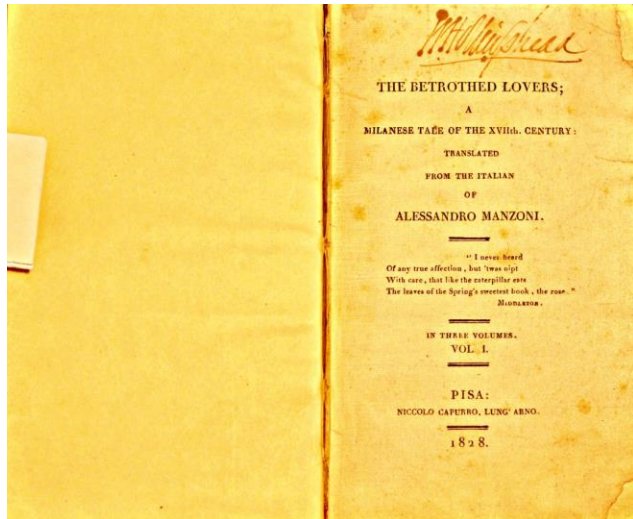 THE BETROTHED LOVERS;
A
MILANESE TALE OF THE XVIIth. CENTURY:
TRANSLATED
FROM THE ITALIAN
OF
ALESSANDRO MANZONI.
" I never heard
Of any true affection, but 'twas nipt
With care, that like the caterpillar eats
The leaves of the Spring's sweetest book, the rose. "
MIDDLETON.
IN THREE VOLUMES.
VOL I.
PISA:
NICCOLO CAPURRO, LUNG' ARNO.
1828.